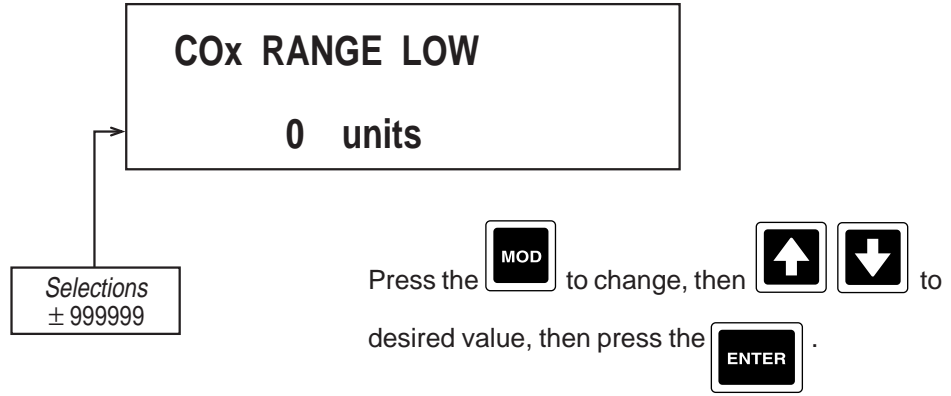 COx RANGE LOW
0 units
Selections
± 999999
Press the MOD to change, then to
desired value, then press the ENTER .